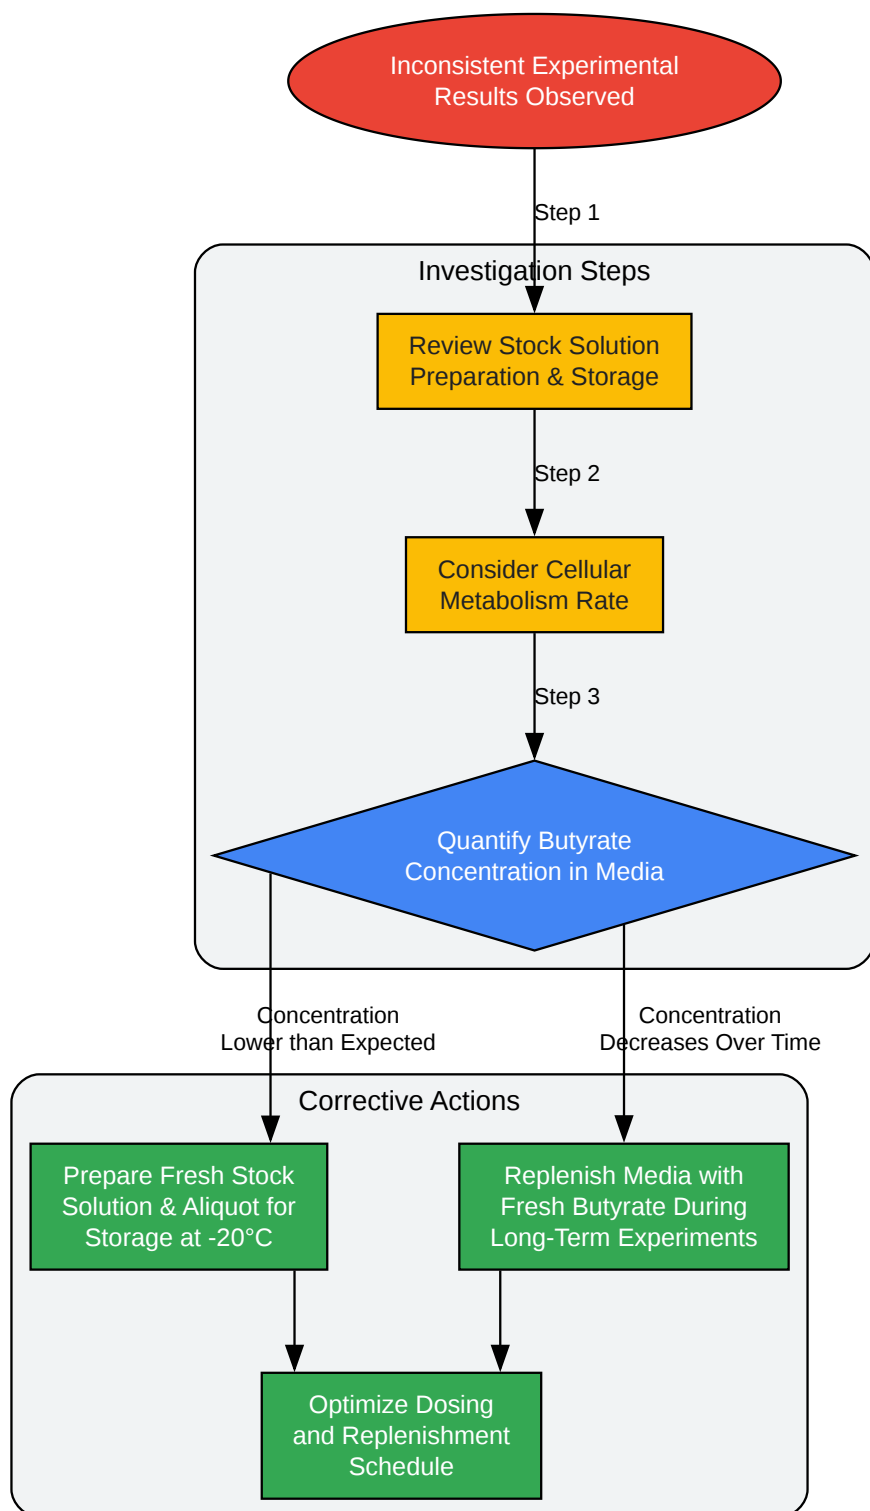 Inconsistent Experimental
Results Observed
Step 1
Investigation Steps
Review Stock Solution
Preparation & Storage
Step 2
Consider Cellular
Metabolism Rate
Step 3
Quantify Butyrate
Concentration in Media
Concentration
Lower than Expected
Concentration
Decreases Over Time
Corrective Actions
Prepare Fresh Stock
Solution & Aliquot for
Storage at -20°C
Replenish Media with
Fresh Butyrate During
Long-Term Experiments
Optimize Dosing
and Replenishment
Schedule